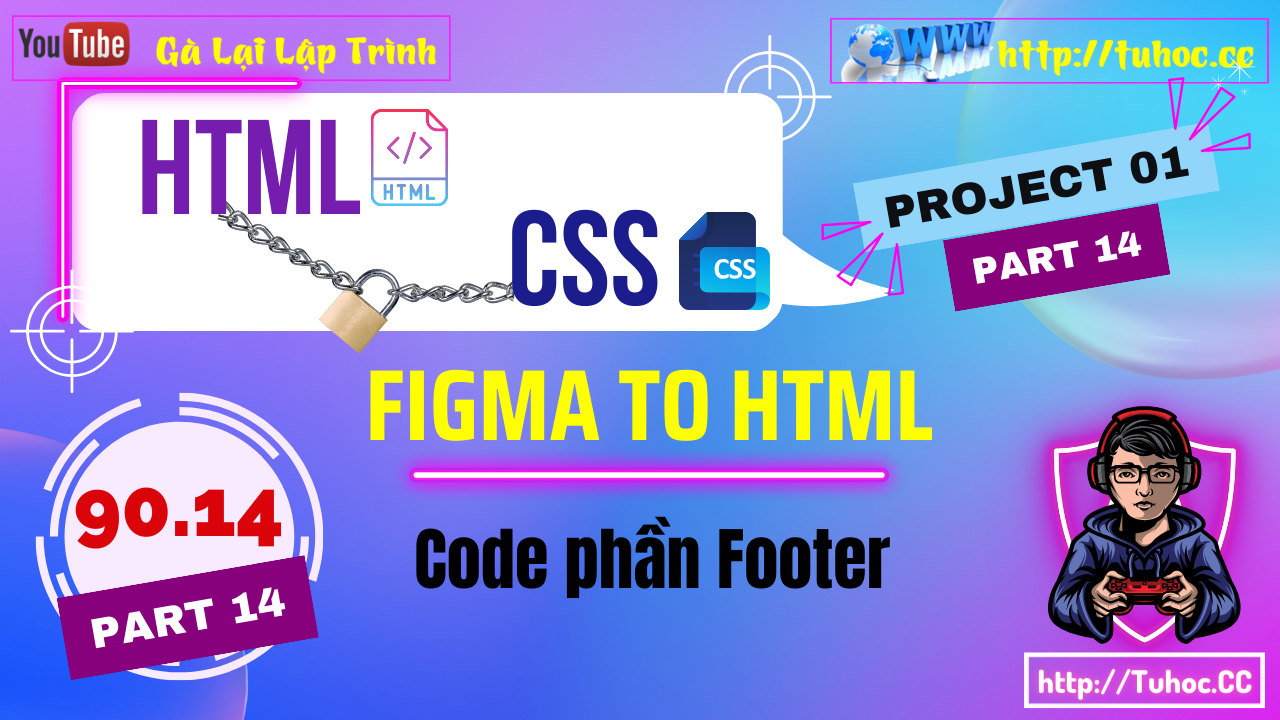 YouTube
Gà Lại Lập Trình
WWW
http://tuhoc.cc
HTML
HTML
CSS
CSS
PROJECT 01
PART 14
FIGMA TO HTML
90.14
PART 14
Code phần Footer
http://Tuhoc.CC